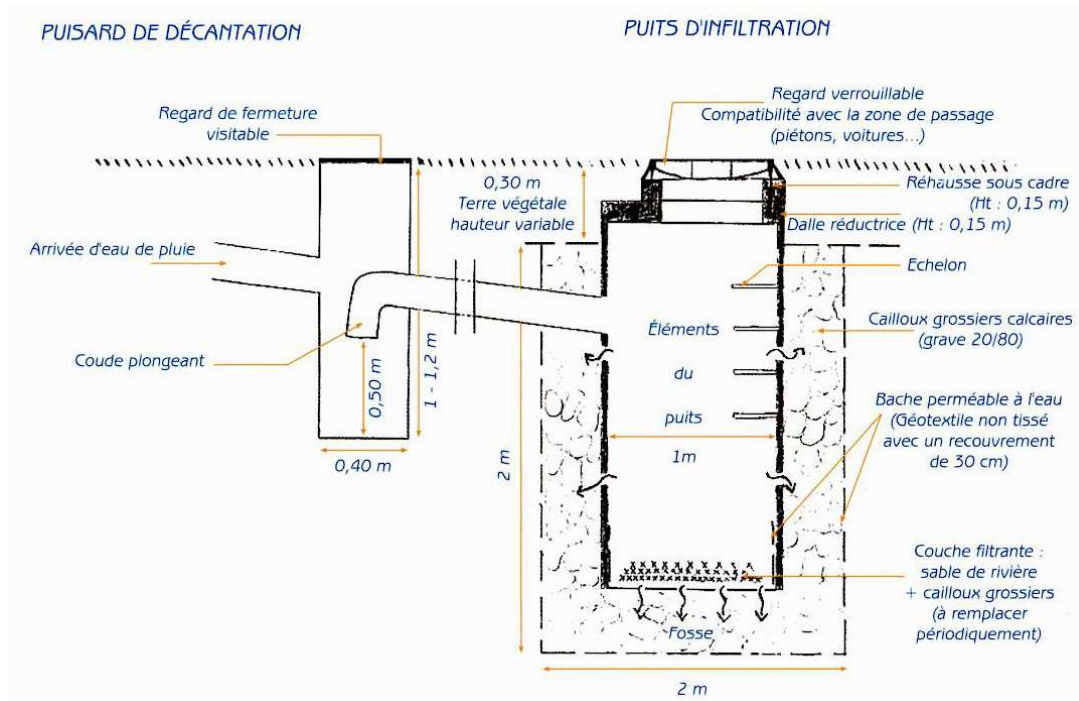 PUISARD DE DÉCANTATION
PUITS D'INFILTRATION
Regard de fermeture
visitable
Regard verrouillable
Compatibilité avec la zone de passage
(piétons, voitures...)
0,30 m
Terre végétale
hauteur variable
Réhausse sous cadre
(Ht : 0,15 m)
Dalle réductrice (Ht : 0,15 m)
Arrivée d'eau de pluie
Echelon
Cailloux grossiers calcaires
(grave 20/80)
Éléments
du
puits
Coude plongeant
0,50 m
1 - 1,2 m
0,40 m
2 m
1m
Bache perméable à l'eau
(Géotextile non tissé
avec un recouvrement
de 30 cm)
Couche filtrante :
sable de rivière
+ cailloux grossiers
(à remplacer
périodiquement)
Fosse
2 m